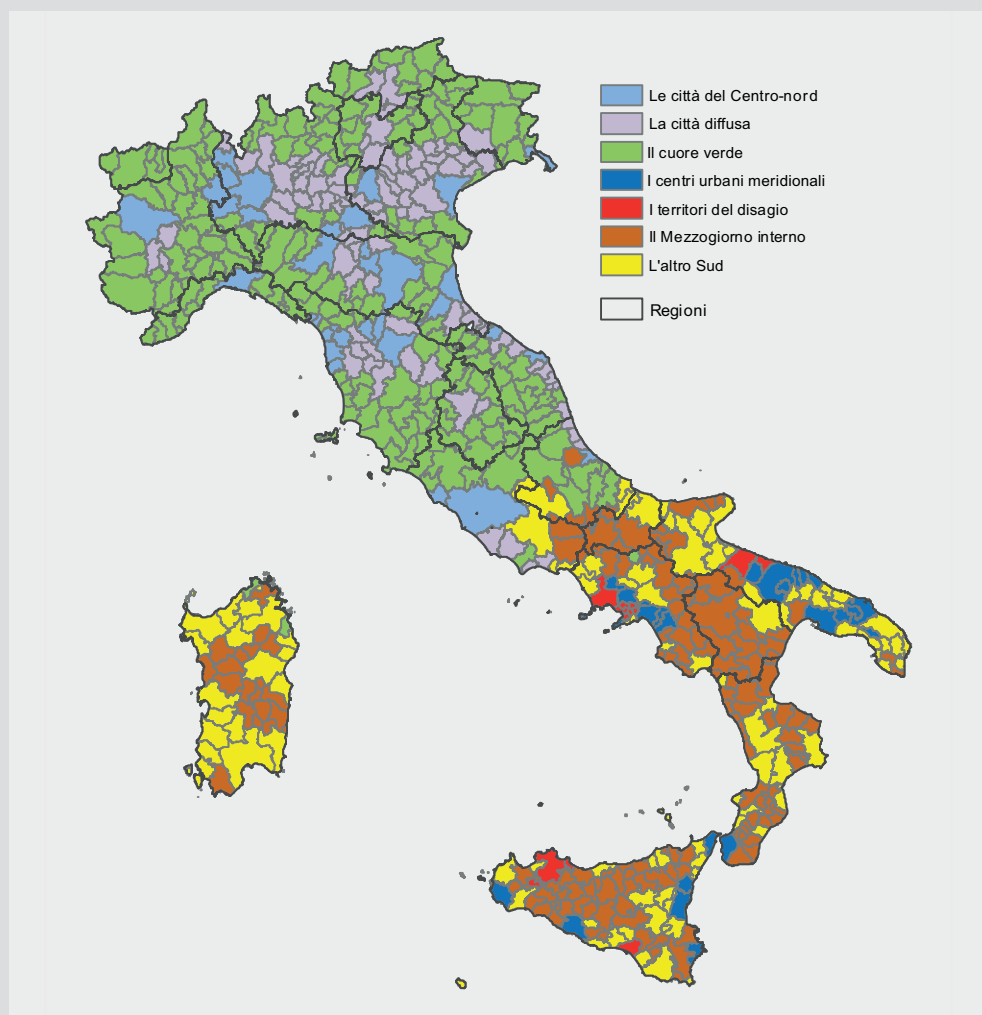 Le città del Centro-nord
La città diffusa
Il cuore verde
I centri urbani meridionali
I territori del disagio
Il Mezzogiorno interno
L'altro Sud
Regioni